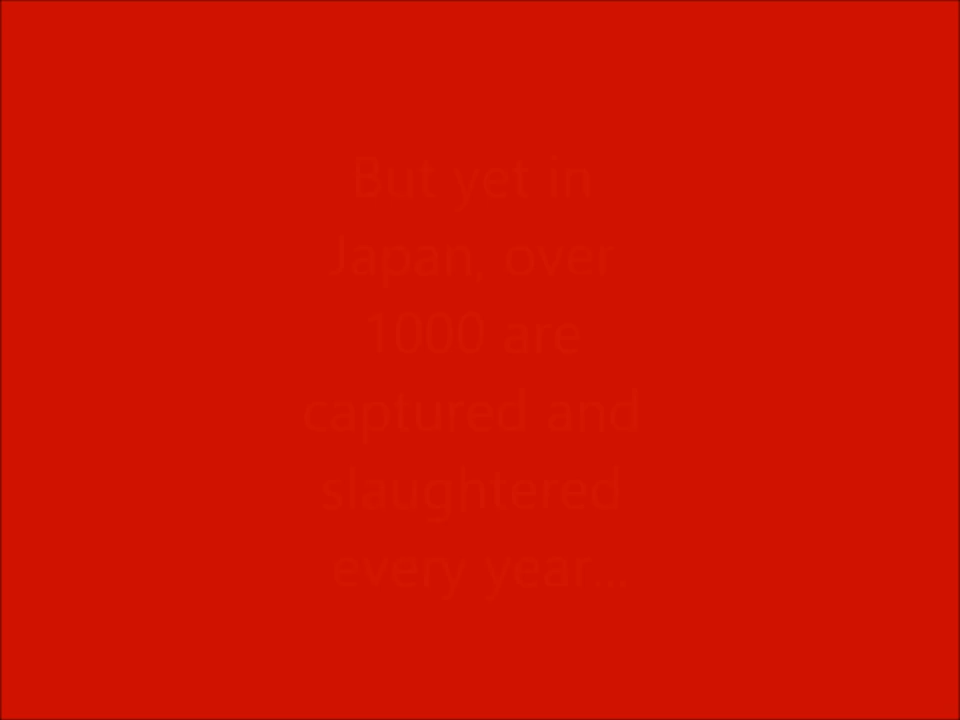 But yet in
Japan, over
1000 are
captured and
slaughtered
every year...